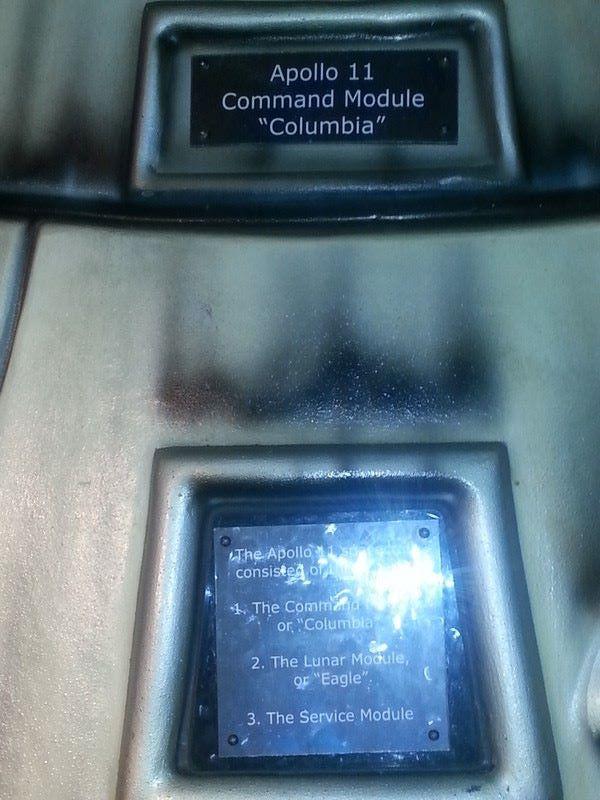 Apollo 11
Command Module
“Columbia”
The Apollo 11
consisted of
1. The Command
or “Columbia
2. The Lunar Module,
or “Eagle”
3. The Service Module